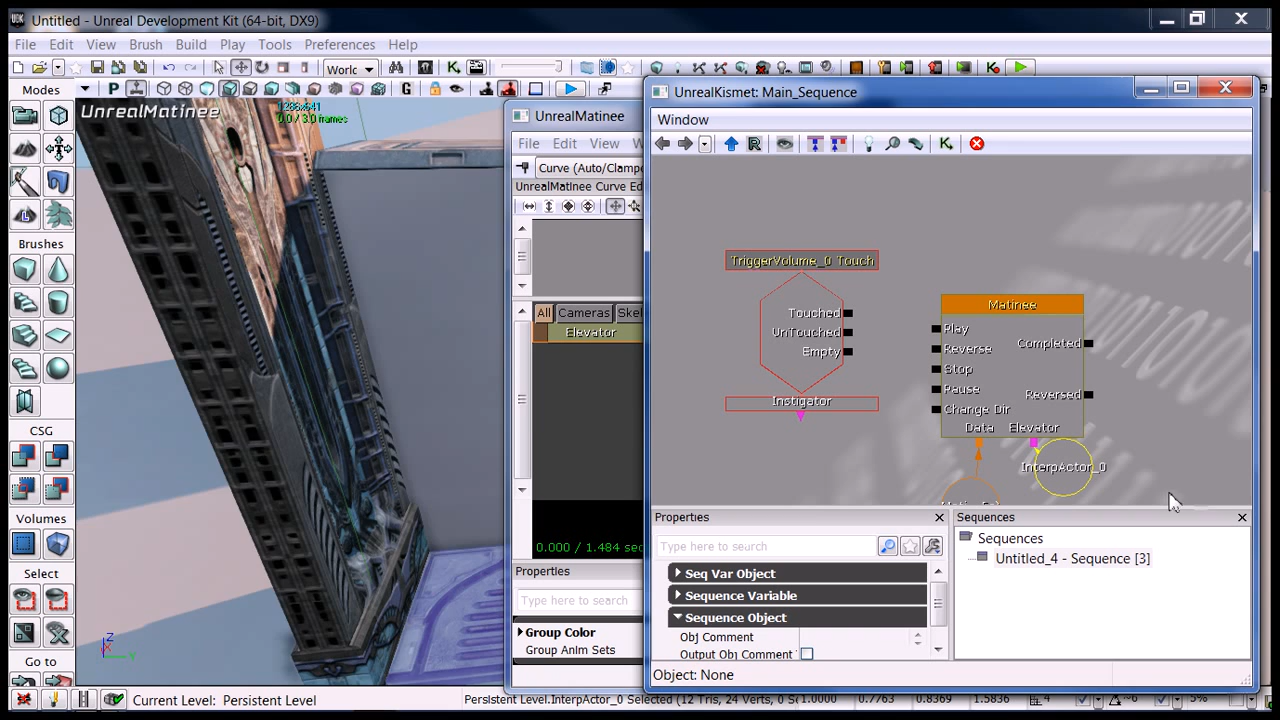 Untitled - Unreal Development Kit (64-bit, DX9)
File Edit View Brush Build Play Tools Preferences Help
Worlc
Modes
UnrealMatinee
1286x641
0.0 / 3.0 frames
Brushes
CSG
Volumes
Select
Go to
UnrealMatinee
File Edit View W
Curve (Auto/Clampe
UnrealMatinee Curve Ed
All Cameras Skel
Elevator
0.000 / 1.484 sec
Properties
Type here to search
Group Color
Group Anim Sets
UnrealKismet: Main_Sequence
Window
TriggerVolume_0 Touch
Touched
UnTouched
Empty
Instigator
Matinee
Play
Reverse
Stop
Pause
Change Dir
Completed
Reversed
Data Elevator
InterpActor_0
Properties
Type here to search
Seq Var Object
Sequence Variable
Sequence Object
Obj Comment
Output Obj Comment
Sequences
Sequences
Untitled_4 - Sequence [3]
Object: None
Current Level: Persistent Level
Persistent Level.InterpActor_0 Selected (12 Tris, 24 Verts, 0 S 1.0000 0.7763 0.8369 1.5836